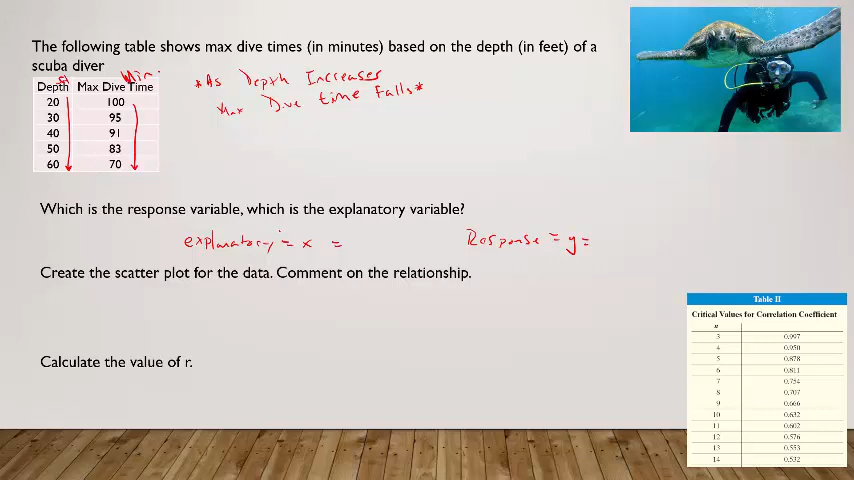 The following table shows max dive times (in minutes) based on the depth (in feet) of a
scuba diver
ft Min.
Depth Max Dive Time
20 100
30 95
40 91
50 83
60 70
*As Depth Increases
Max Dive time Falls*
Which is the response variable, which is the explanatory variable?
explanatory = x = Response = y =
Create the scatter plot for the data. Comment on the relationship.
Calculate the value of r.
Table II
Critical Values for Correlation Coefficient
n
3 0.997
4 0.950
5 0.878
6 0.811
7 0.754
8 0.707
9 0.666
10 0.632
11 0.602
12 0.576
13 0.553
14 0.532